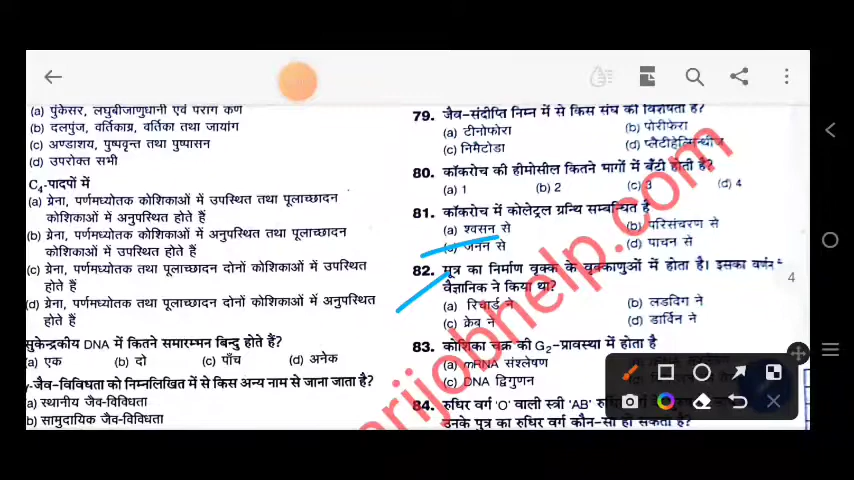 (a) पुंकेसर, लघुबीजाणुधानी एवं पराग कण
(b) दलपुंज, वर्तिकाग्र, वर्तिका तथा जायांग
(c) अण्डाशय, पुष्पवृन्त तथा पुष्पासन
(d) उपरोक्त सभी
C₄-पादपों में
(a) ग्रेना, पर्णमध्योतक कोशिकाओं में उपस्थित तथा पूलाच्छादन
कोशिकाओं में अनुपस्थित होते हैं
(b) ग्रेना, पर्णमध्योतक कोशिकाओं में अनुपस्थित तथा पूलाच्छादन
कोशिकाओं में उपस्थित होते हैं
(c) ग्रेना, पर्णमध्योतक तथा पूलाच्छादन दोनों कोशिकाओं में उपस्थित
होते हैं
(d) ग्रेना, पर्णमध्योतक तथा पूलाच्छादन दोनों कोशिकाओं में अनुपस्थित
होते हैं
सुकेन्द्रकीय DNA में कितने समारम्भन बिन्दु होते हैं?
(a) एक (b) दो (c) पाँच (d) अनेक
-जैव-विविधता को निम्नलिखित में से किस अन्य नाम से जाना जाता है?
(a) स्थानीय जैव-विविधता
(b) सामुदायिक जैव-विविधता
79. जैव-संदीप्ति निम्न में से किस संघ की विशेषता है?
(a) टीनोफोरा (b) पोरीफेरा
(c) निमैटोडा (d) प्लैटीहेल्मिन्थीज
80. कॉकरोच की हीमोसील कितने भागों में बँटी होती है?
(a) 1 (b) 2 (c) 3 (d) 4
81. कॉकरोच में कोलेट्रल ग्रन्थि सम्बन्धित है
(a) श्वसन से (b) परिसंचरण से
जनन से (d) पाचन से
82. मूत्र का निर्माण वृक्क के वृक्काणुओं में होता है। इसका वर्णन
वैज्ञानिक ने किया था?
(a) रिचार्ड ने (b) लडविग ने
(c) क्रेब ने (d) डार्विन ने
4
83. कोशिका चक्र की G₂-प्रावस्था में होता है
(a) mRNA संश्लेषण
(c) DNA द्विगुणन
84. रुधिर वर्ग 'O' वाली स्त्री 'AB'
उनके पुत्र का रुधिर वर्ग कौन-सा हो सकता है?
arijobhelp.com